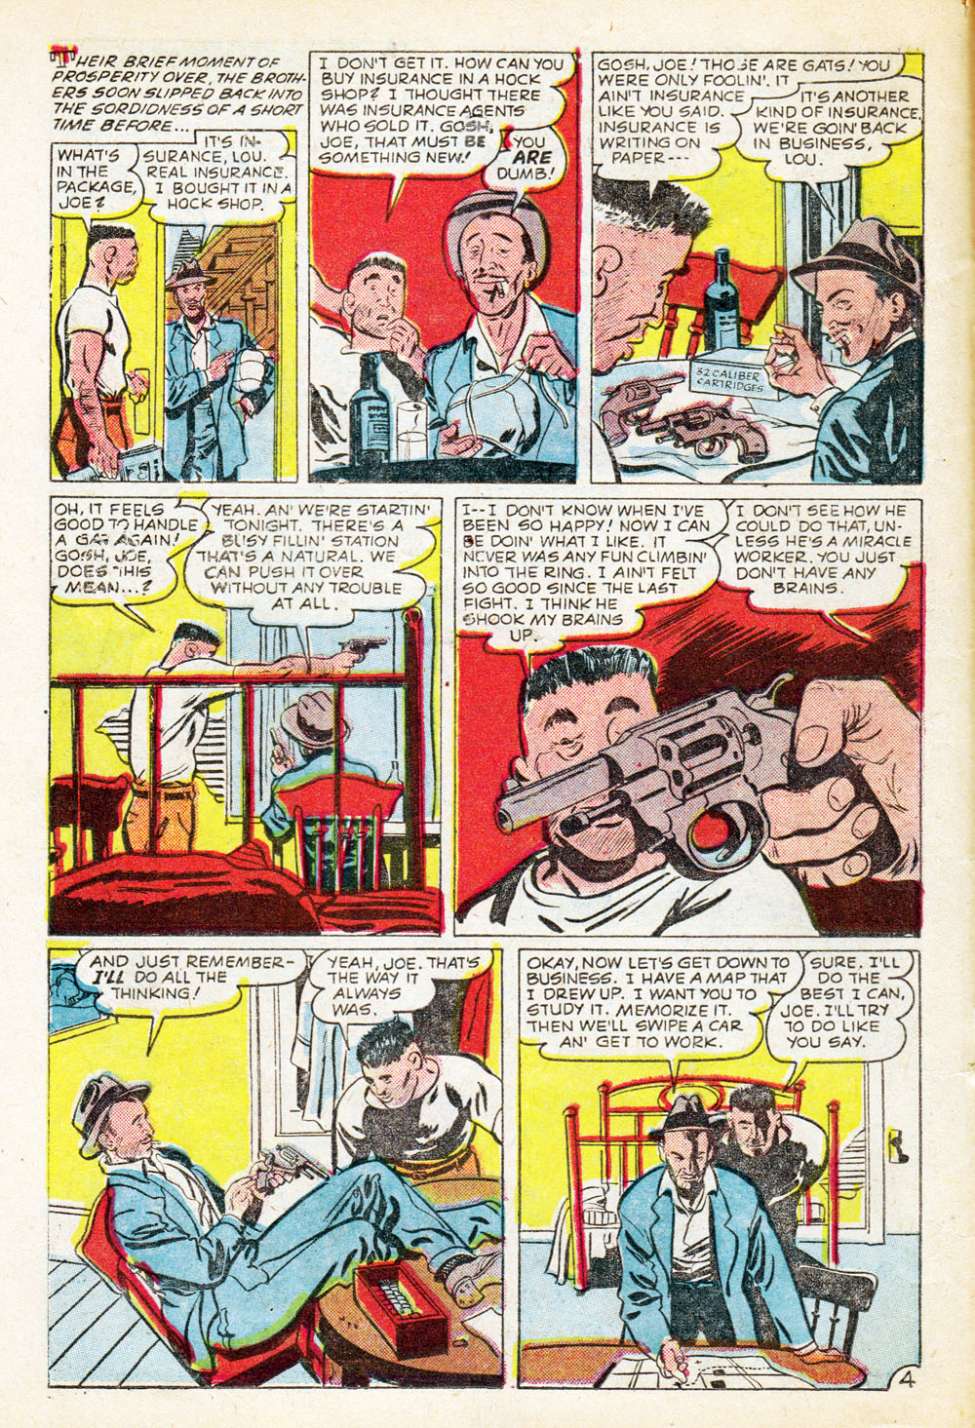 THEIR BRIEF MOMENT OF
PROSPERITY OVER, THE BROTH-
ERS SOON SLIPPED BACK INTO
THE SORDIDNESS OF A SHORT
TIME BEFORE...
WHAT'S
IN THE
PACKAGE,
JOE?
IT'S IN-
SURANCE, LOU.
REAL INSURANCE.
I BOUGHT IT IN A
HOCK SHOP.
I DON'T GET IT. HOW CAN YOU
BUY INSURANCE IN A HOCK
SHOP? I THOUGHT THERE
WAS INSURANCE AGENTS
WHO SOLD IT. GOSH,
JOE, THAT MUST BE
SOMETHING NEW!
YOU
ARE
DUMB!
GOSH, JOE! THOSE ARE GATS! YOU
WERE ONLY FOOLIN'. IT
AIN'T INSURANCE
LIKE YOU SAID.
INSURANCE IS
WRITING ON
PAPER---
IT'S ANOTHER
KIND OF INSURANCE.
WE'RE GOIN' BACK
IN BUSINESS,
LOU.
32 CALIBER
CARTRIDGES
OH, IT FEELS
GOOD TO HANDLE
A GAT AGAIN!
GOSH, JOE,
DOES THIS
MEAN...?
YEAH. AN' WE'RE STARTIN'
TONIGHT. THERE'S A
BUSY FILLIN' STATION
THAT'S A NATURAL. WE
CAN PUSH IT OVER
WITHOUT ANY TROUBLE
AT ALL.
I--I DON'T KNOW WHEN I'VE
BEEN SO HAPPY! NOW I CAN
BE DOIN' WHAT I LIKE. IT
NEVER WAS ANY FUN CLIMBIN'
INTO THE RING. I AIN'T FELT
SO GOOD SINCE THE LAST
FIGHT. I THINK HE
SHOOK MY BRAINS
UP.
I DON'T SEE HOW HE
COULD DO THAT, UN-
LESS HE'S A MIRACLE
WORKER. YOU JUST
DON'T HAVE ANY
BRAINS.
AND JUST REMEMBER-
I'LL DO ALL THE
THINKING!
YEAH, JOE. THAT'S
THE WAY IT
ALWAYS
WAS.
OKAY, NOW LET'S GET DOWN TO
BUSINESS. I HAVE A MAP THAT
I DREW UP. I WANT YOU TO
STUDY IT. MEMORIZE IT.
THEN WE'LL SWIPE A CAR
AN' GET TO WORK.
SURE. I'LL
DO THE
BEST I CAN,
JOE. I'LL TRY
TO DO LIKE
YOU SAY.
4